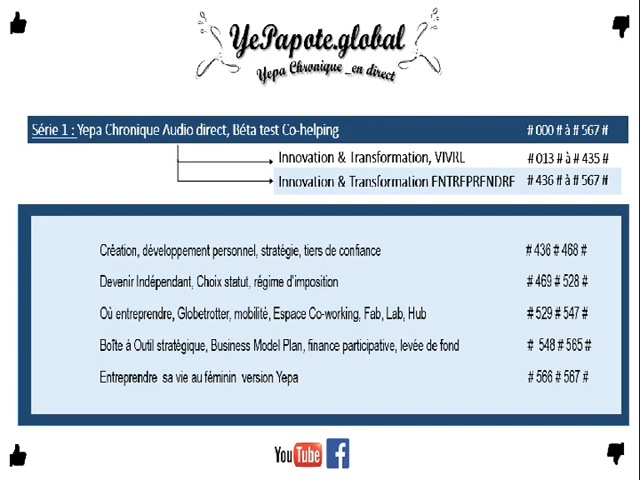 YePapote.global
Yepa Chronique _en direct
Série 1 : Yepa Chronique Audio direct, Béta test Co-helping # 000 # à # 567 #
Innovation & Transformation, VIVRE # 013 # à # 435 #
Innovation & Transformation ENTREPRENDRE # 436 # à # 567 #
Création, développement personnel, stratégie, tiers de confiance # 436 # 468 #
Devenir Indépendant, Choix statut, régime d'imposition # 469 # 528 #
Où entreprendre, Globetrotter, mobilité, Espace Co-working, Fab, Lab, Hub # 529 # 547 #
Boîte à Outil stratégique, Business Model Plan, finance participative, levée de fond # 548 # 565 #
Entreprendre sa vie au féminin version Yepa # 566 # 567 #
YouTube f